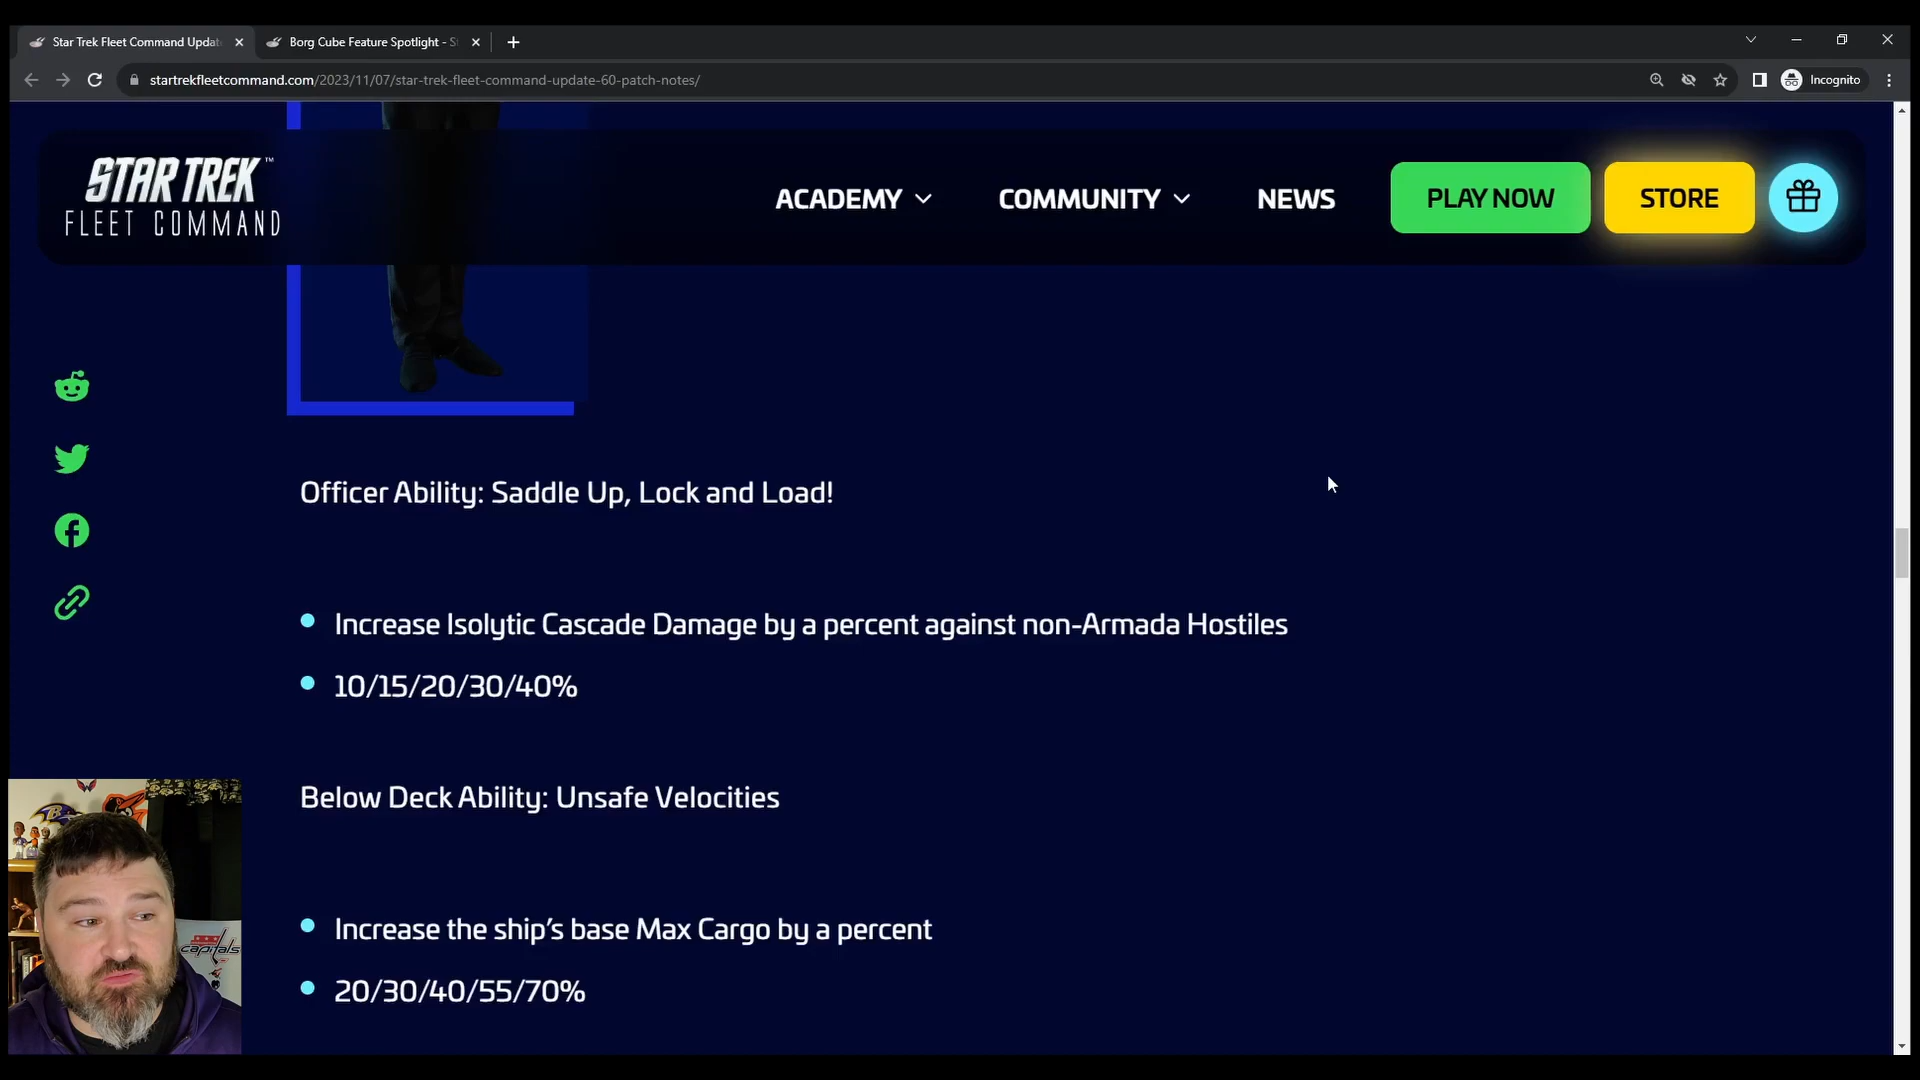 Star Trek Fleet Command Updat
Borg Cube Feature Spotlight - S
startrekfleetcommand.com/2023/11/07/star-trek-fleet-command-update-60-patch-notes/
Incognito
STAR TREK™
FLEET COMMAND
ACADEMY
COMMUNITY
NEWS
PLAY NOW
STORE
Officer Ability: Saddle Up, Lock and Load!
Increase Isolytic Cascade Damage by a percent against non-Armada Hostiles
10/15/20/30/40%
Below Deck Ability: Unsafe Velocities
Increase the ship’s base Max Cargo by a percent
20/30/40/55/70%
capitals